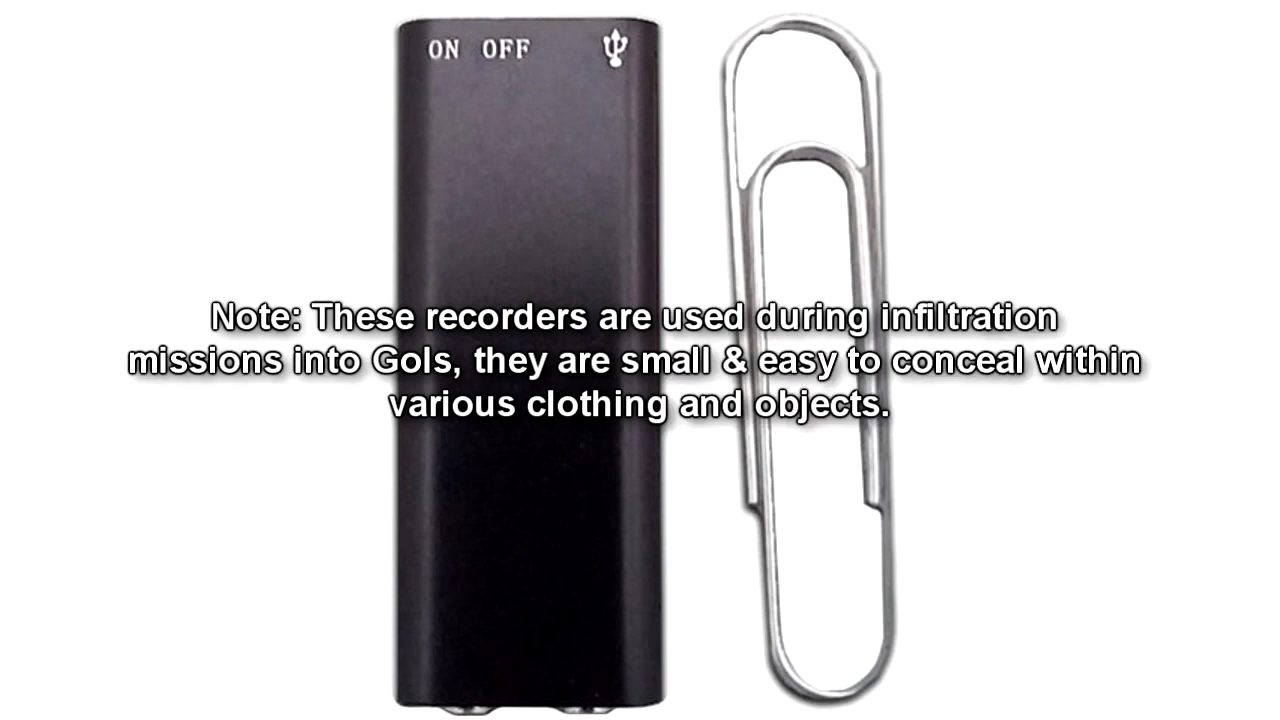 ON OFF
Note: These recorders are used during infiltration
missions into GoIs, they are small & easy to conceal within
various clothing and objects.